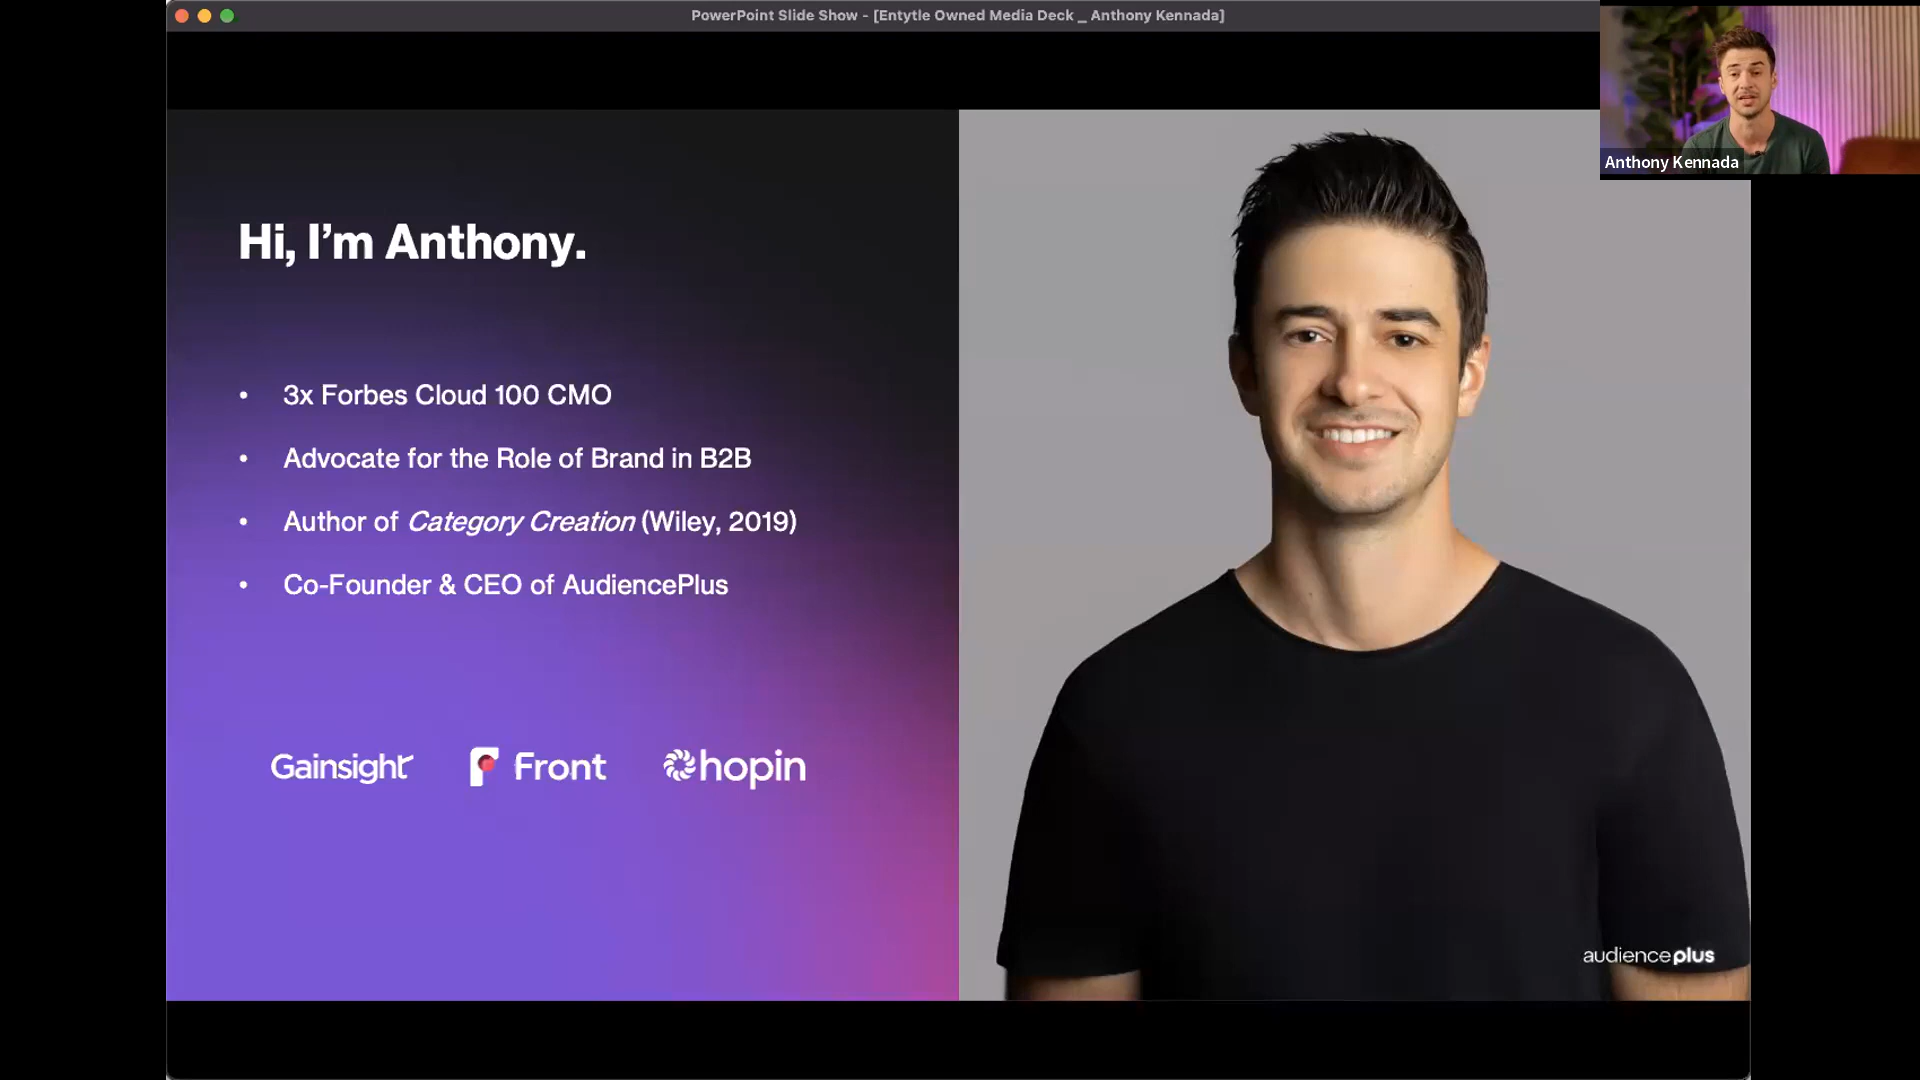 PowerPoint Slide Show - [Entytle Owned Media Deck _ Anthony Kennada]
Anthony Kennada
Hi, I’m Anthony.
• 3x Forbes Cloud 100 CMO
• Advocate for the Role of Brand in B2B
• Author of Category Creation (Wiley, 2019)
• Co-Founder & CEO of AudiencePlus
Gainsight Front hopin
audienceplus